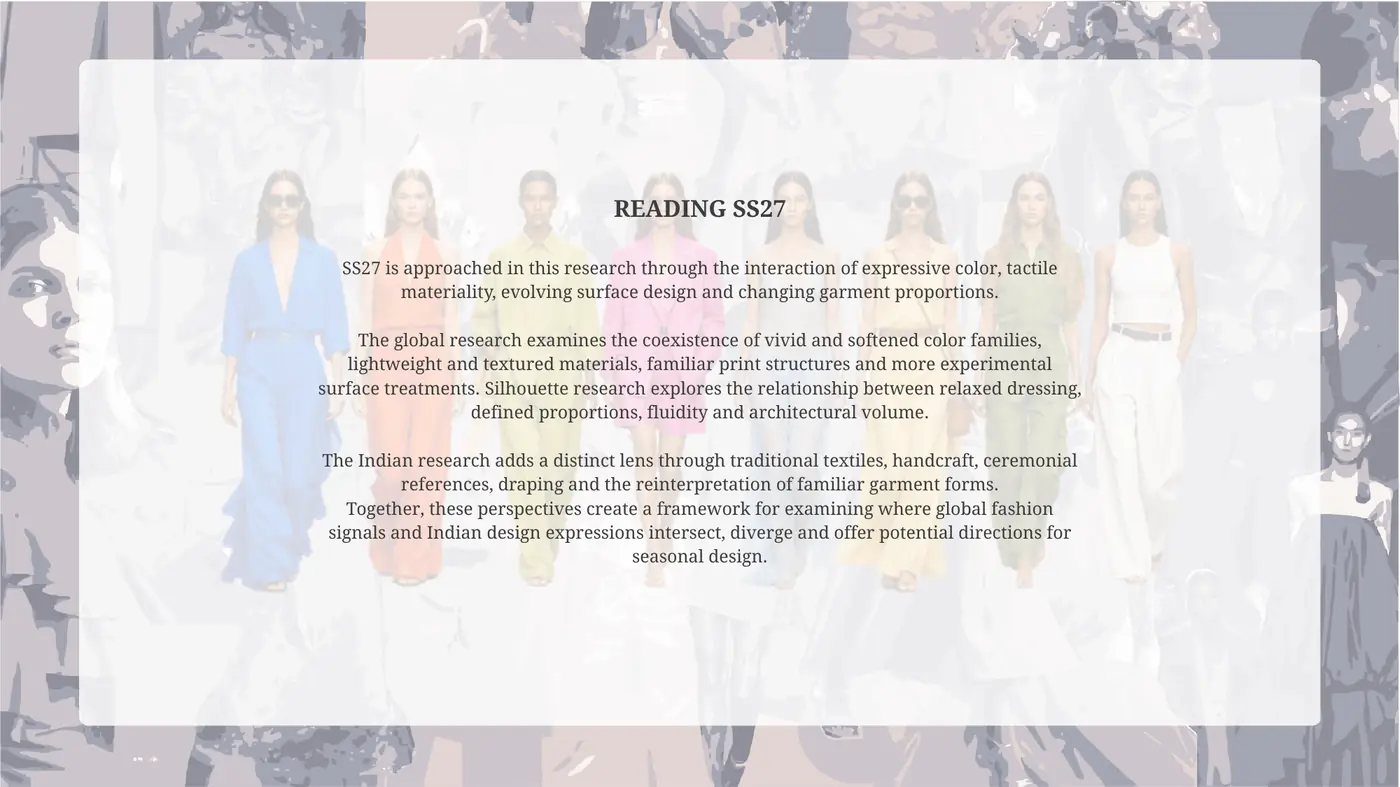 READING SS27
SS27 is approached in this research through the interaction of expressive color, tactile
materiality, evolving surface design and changing garment proportions.
The global research examines the coexistence of vivid and softened color families,
lightweight and textured materials, familiar print structures and more experimental
surface treatments. Silhouette research explores the relationship between relaxed dressing,
defined proportions, fluidity and architectural volume.
The Indian research adds a distinct lens through traditional textiles, handcraft, ceremonial
references, draping and the reinterpretation of familiar garment forms.
Together, these perspectives create a framework for examining where global fashion
signals and Indian design expressions intersect, diverge and offer potential directions for
seasonal design.